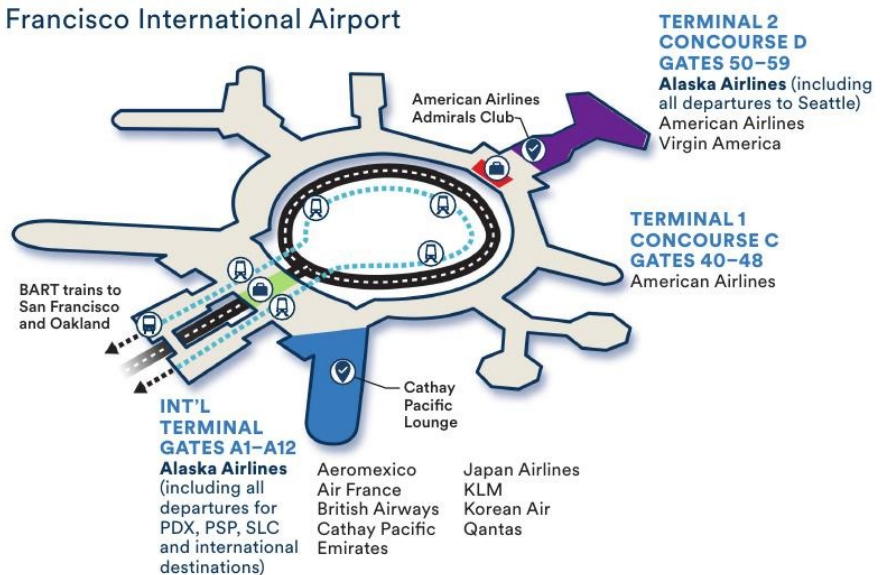 Francisco International Airport
TERMINAL 2
CONCOURSE D
GATES 50–59
Alaska Airlines (including
all departures to Seattle)
American Airlines
Virgin America
American Airlines
Admirals Club
TERMINAL 1
CONCOURSE C
GATES 40–48
American Airlines
BART trains to
San Francisco
and Oakland
Cathay
Pacific
Lounge
INT'L
TERMINAL
GATES A1–A12
Alaska Airlines
(including all
departures for
PDX, PSP, SLC
and international
destinations)
Aeromexico
Air France
British Airways
Cathay Pacific
Emirates
Japan Airlines
KLM
Korean Air
Qantas